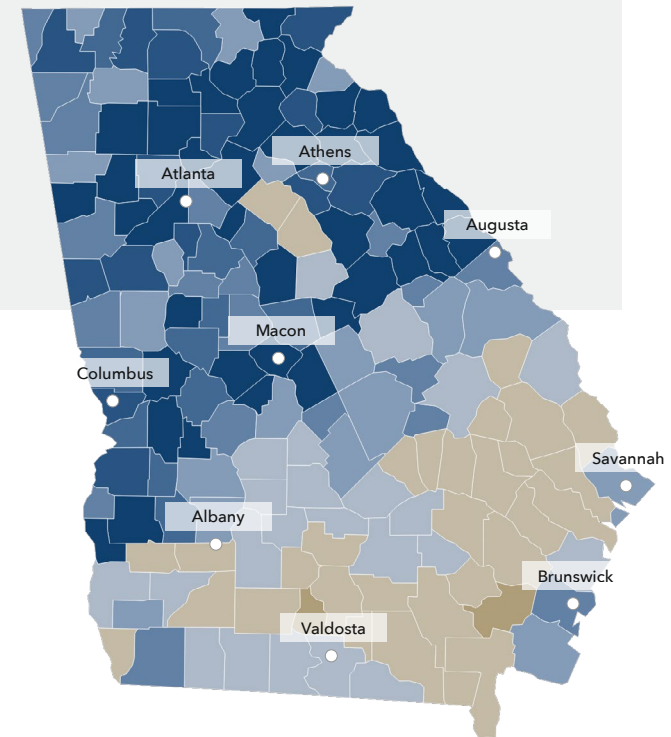 Athens
Atlanta
Augusta
Macon
Columbus
Savannah
Albany
Brunswick
Valdosta